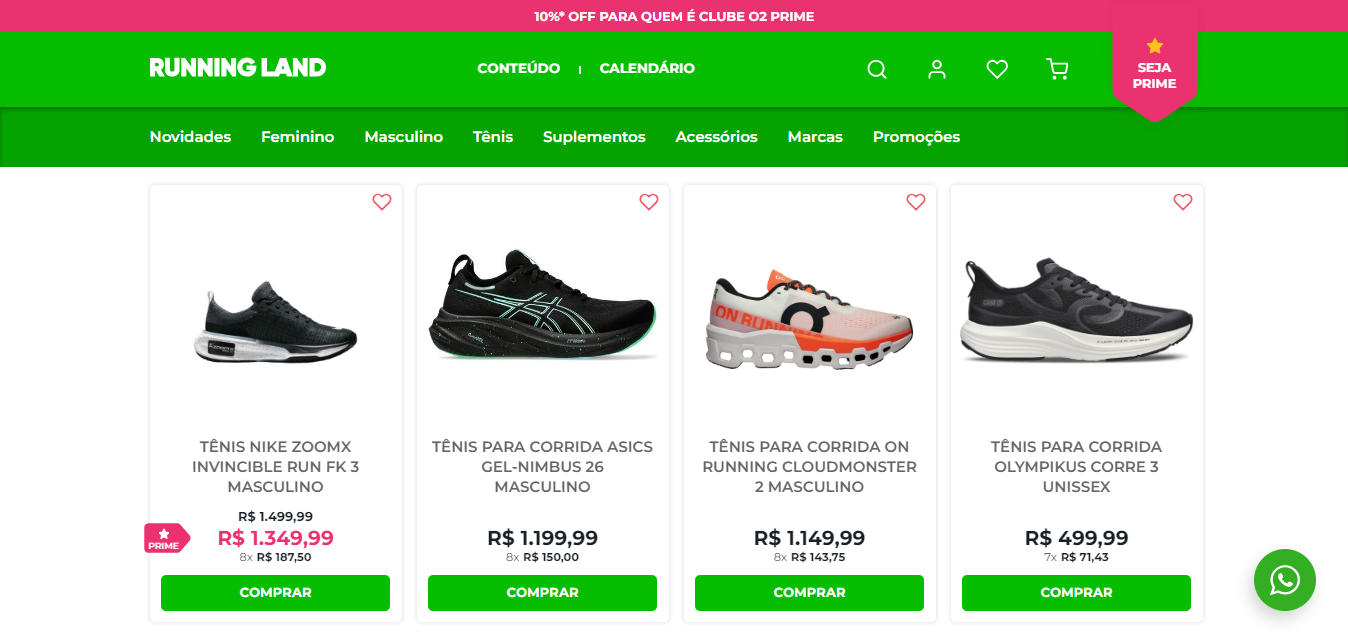 10%* OFF PARA QUEM É CLUBE O2 PRIME
RUNNING LAND
CONTEÚDO
CALENDÁRIO
SEJA
PRIME
Novidades
Feminino
Masculino
Tênis
Suplementos
Acessórios
Marcas
Promoções
ON RUNNING
TÊNIS NIKE ZOOMX
INVINCIBLE RUN FK 3
MASCULINO
R$ 1.499,99
PRIME
R$ 1.349,99
8x R$ 187,50
COMPRAR
TÊNIS PARA CORRIDA ASICS
GEL-NIMBUS 26
MASCULINO
R$ 1.199,99
8x R$ 150,00
COMPRAR
TÊNIS PARA CORRIDA ON
RUNNING CLOUDMONSTER
2 MASCULINO
R$ 1.149,99
8x R$ 143,75
COMPRAR
TÊNIS PARA CORRIDA
OLYMPIKUS CORRE 3
UNISSEX
R$ 499,99
7x R$ 71,43
COMPRAR